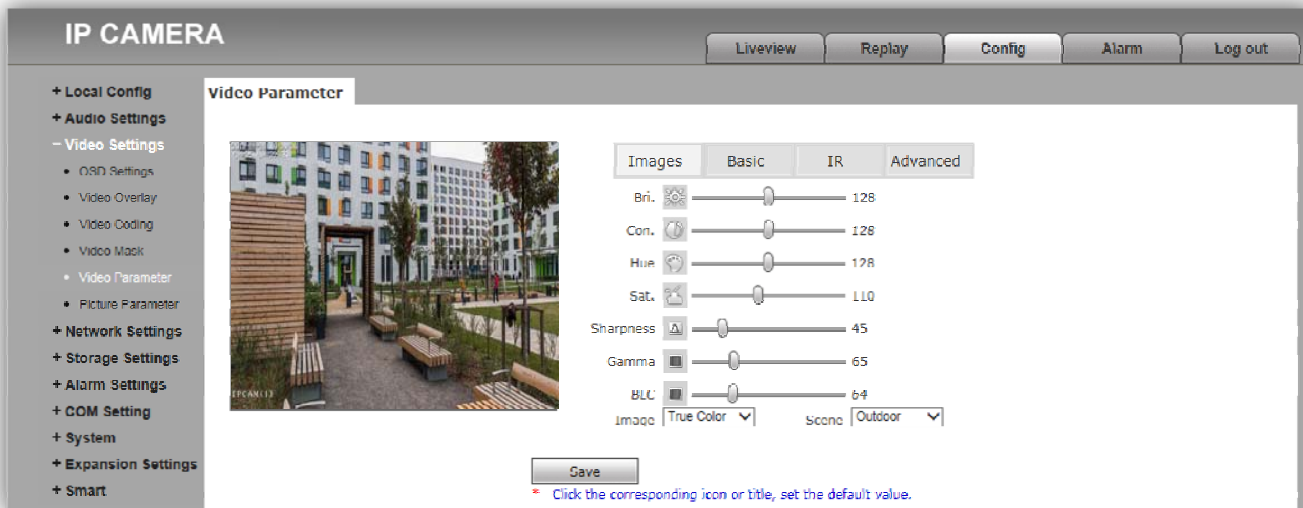 IP CAMERA
Liveview Replay Config Alarm Log out
+ Local Config
+ Audio Settings
− Video Settings
• OSD Settings
• Video Overlay
• Video Coding
• Video Mask
• Video Parameter
• Picture Parameter
+ Network Settings
+ Storage Settings
+ Alarm Settings
+ COM Setting
+ System
+ Expansion Settings
+ Smart
Video Parameter
IPCAM(1)
Images Basic IR Advanced
Bri. 128
Con. 128
Hue 128
Sat. 110
Sharpness 45
Gamma 65
BLC 64
Image True Color Scene Outdoor
Save
* Click the corresponding icon or title, set the default value.